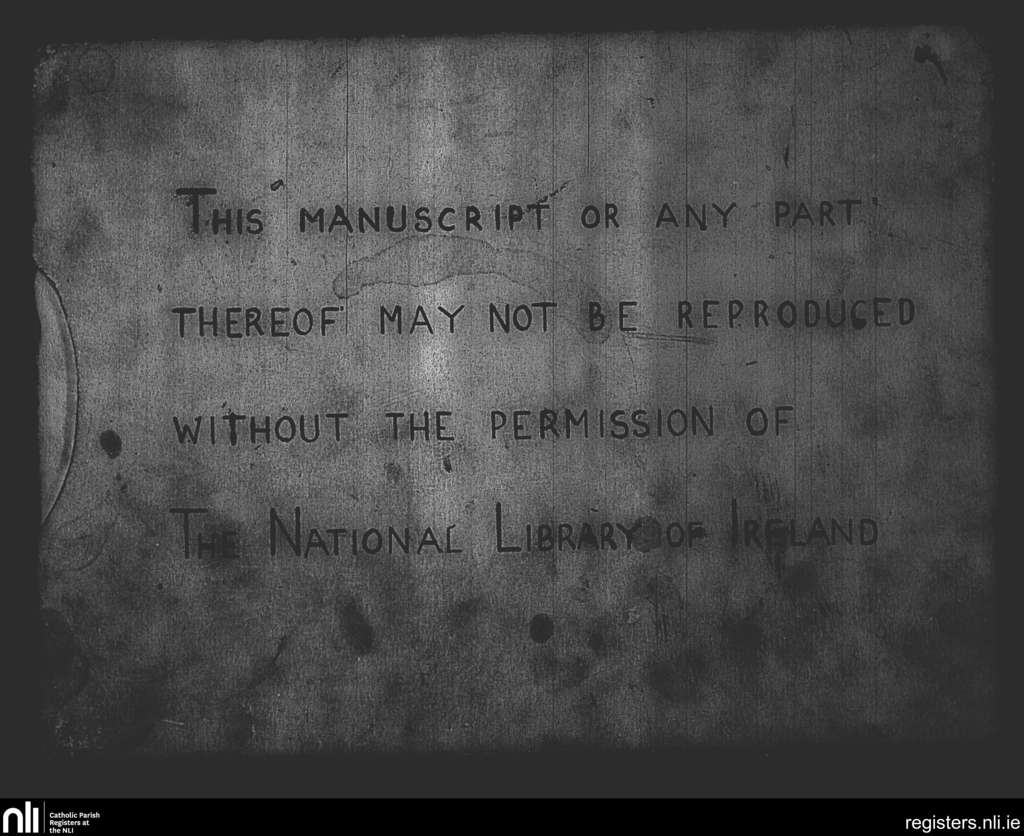 This manuscript or any part
thereof may not be reproduced
without the permission of
The National Library of Ireland
nli
Catholic Parish
Registers at
the NLI
registers.nli.ie